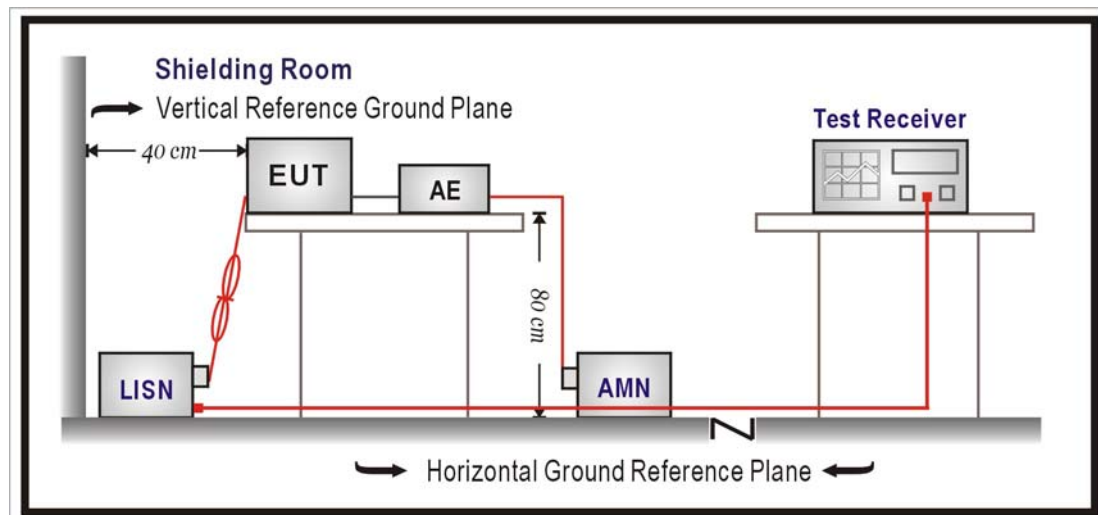 Shielding Room
Vertical Reference Ground Plane
40 cm
EUT
AE
Test Receiver
80 cm
LISN
AMN
Horizontal Ground Reference Plane